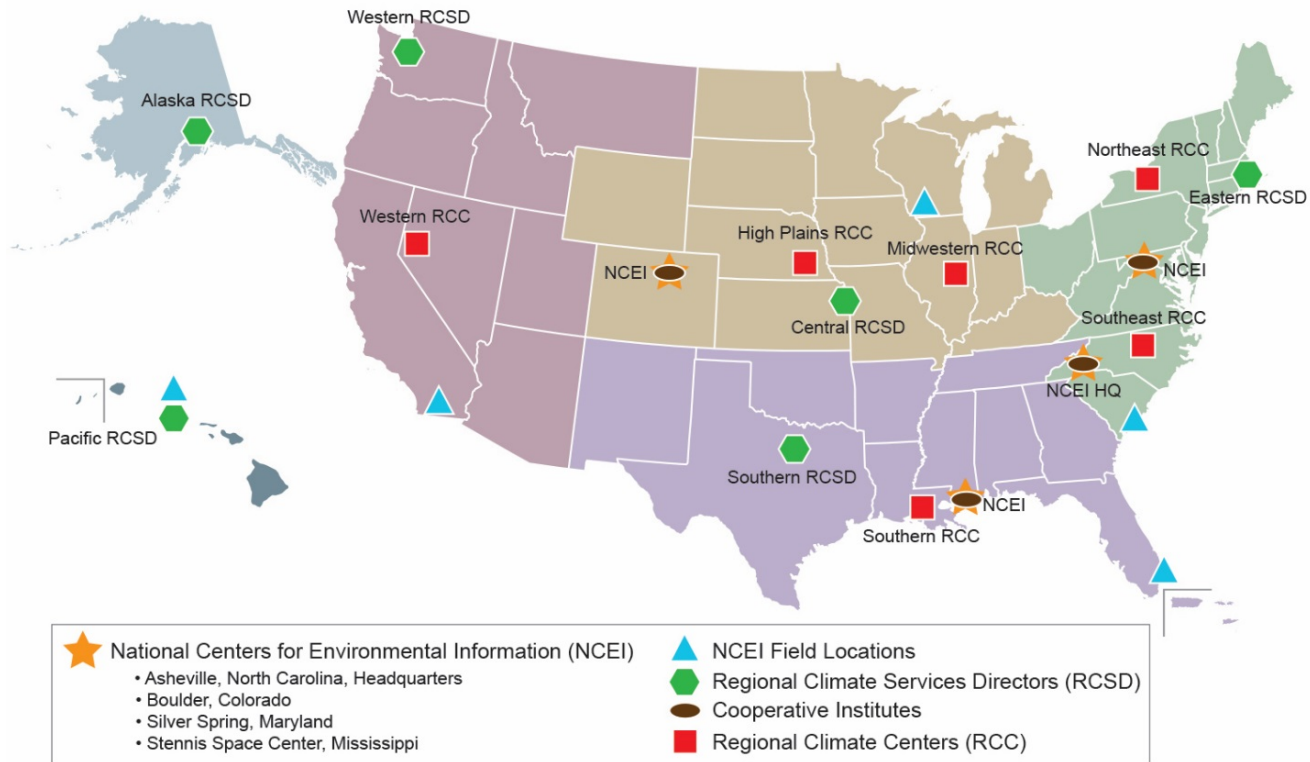 Western RCSD
Alaska RCSD
Northeast RCC
Eastern RCSD
Western RCC
High Plains RCC
Midwestern RCC
NCEI
NCEI
Central RCSD
Southeast RCC
NCEI HQ
Pacific RCSD
Southern RCSD
NCEI
Southern RCC
National Centers for Environmental Information (NCEI)
• Asheville, North Carolina, Headquarters
• Boulder, Colorado
• Silver Spring, Maryland
• Stennis Space Center, Mississippi
NCEI Field Locations
Regional Climate Services Directors (RCSD)
Cooperative Institutes
Regional Climate Centers (RCC)